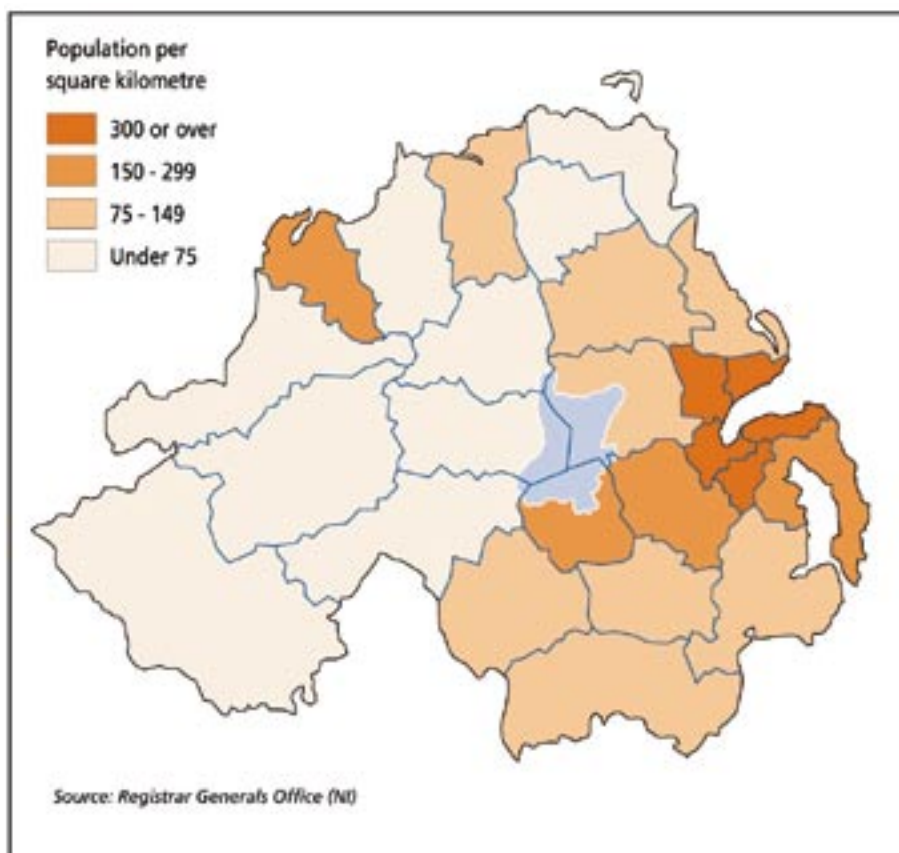 Population per
square kilometre
300 or over
150 - 299
75 - 149
Under 75
Source: Registrar Generals Office (NI)